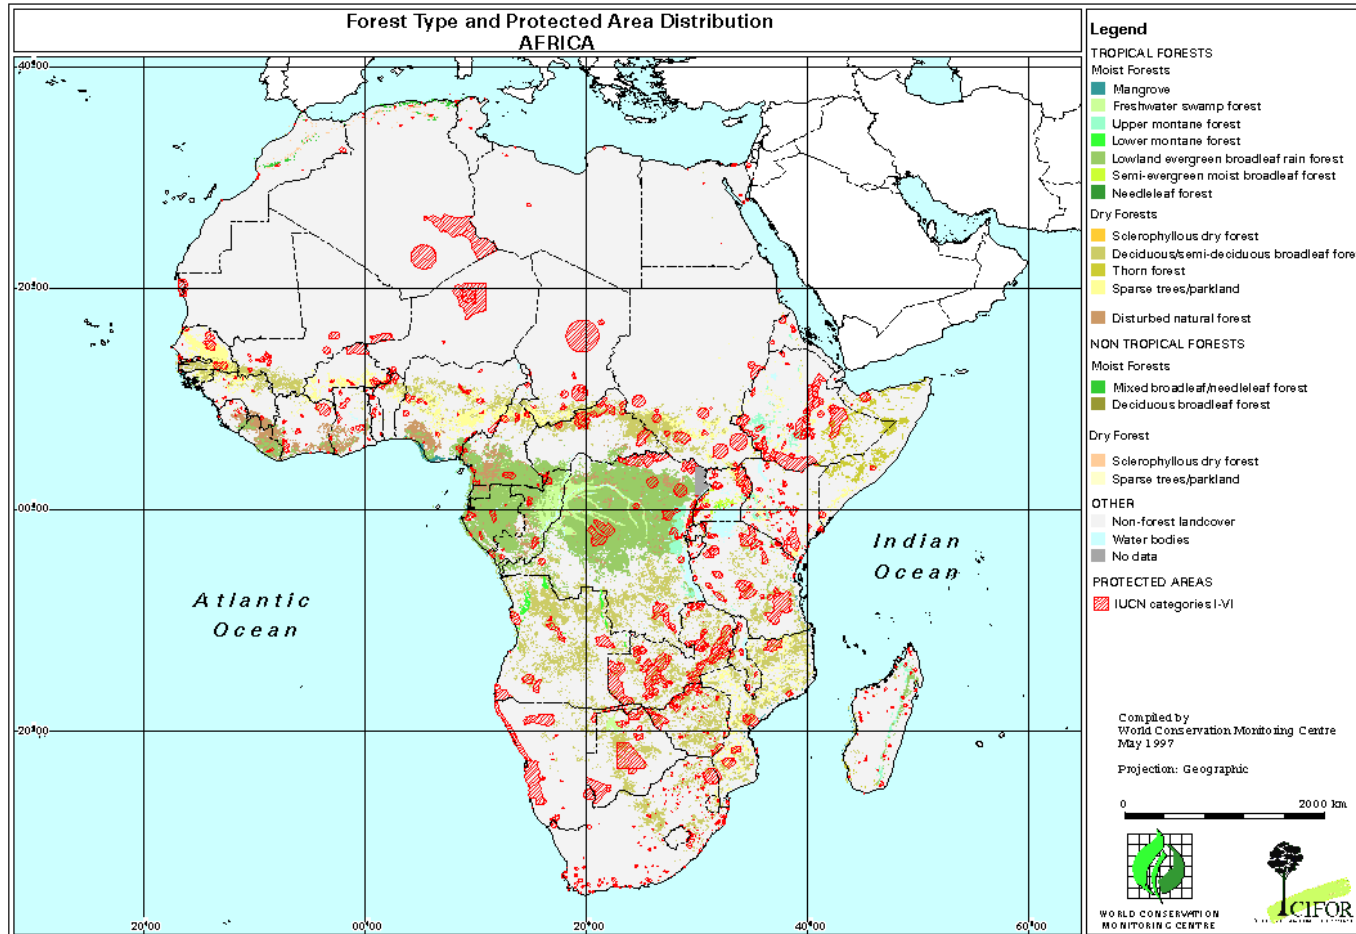 Forest Type and Protected Area Distribution
AFRICA
Legend
TROPICAL FORESTS
Moist Forests
Mangrove
Freshwater swamp forest
Upper montane forest
Lower montane forest
Lowland evergreen broadleaf rain forest
Semi-evergreen moist broadleaf forest
Needleleaf forest
Dry Forests
Sclerophyllous dry forest
Deciduous/semi-deciduous broadleaf fore
Thorn forest
Sparse trees/parkland
Disturbed natural forest
NON TROPICAL FORESTS
Moist Forests
Mixed broadleaf/needleleaf forest
Deciduous broadleaf forest
Dry Forest
Sclerophyllous dry forest
Sparse trees/parkland
OTHER
Non-forest landcover
Water bodies
No data
PROTECTED AREAS
IUCN categories I-VI
Compiled by
World Conservation Monitoring Centre
May 1997
Projection: Geographic
0 2000 km
WORLD CONSERVATION
MONITORING CENTRE
CIFOR
40°00
20°00
00°00
20°00
Atlantic
Ocean
Indian
Ocean
20°00 00°00 20°00 40°00 60°00